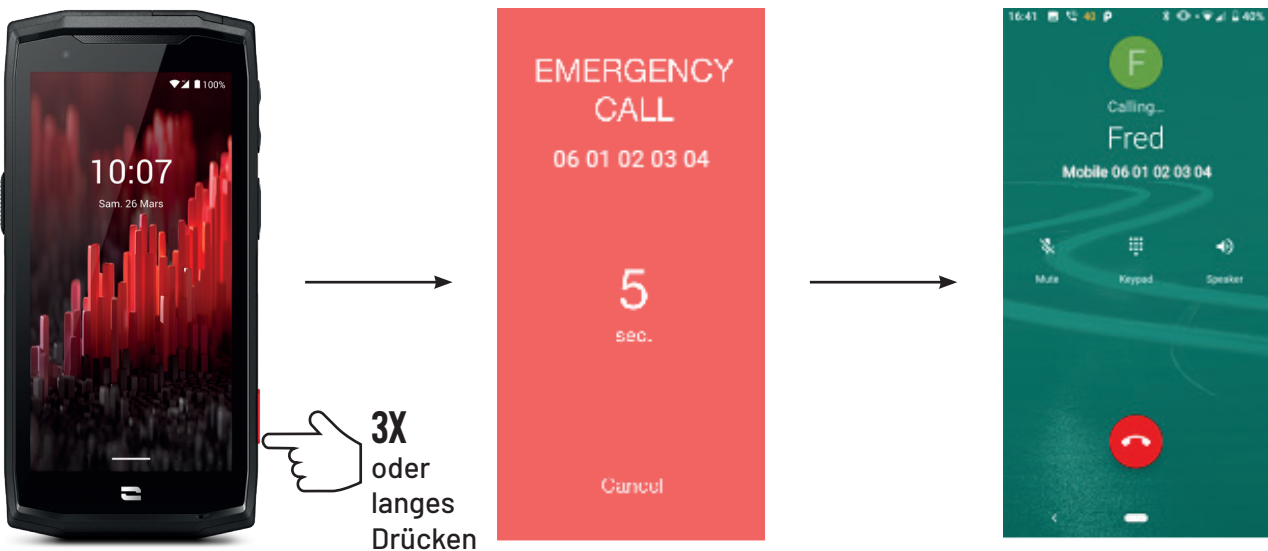 100%
10:07
Sam. 26 Mars
3X
oder
langes
Drücken
EMERGENCY
CALL
06 01 02 03 04
5
sec.
Cancel
16:41 40 40%
F
Calling...
Fred
Mobile 06 01 02 03 04
Mute Keypad Speaker